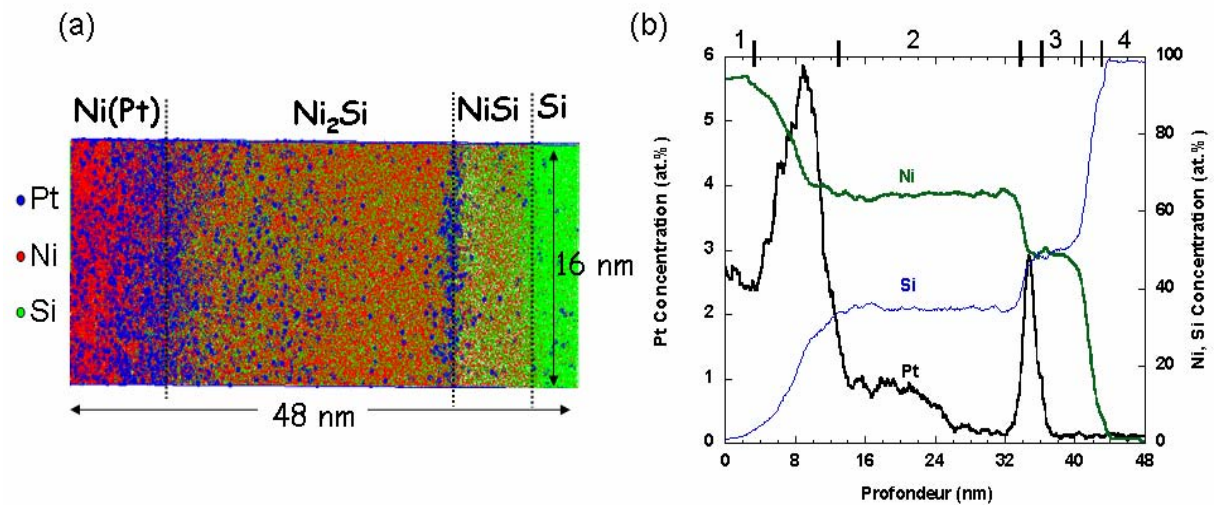 (a)
Ni(Pt)
Ni₂Si
NiSi
Si
Pt
Ni
Si
16 nm
48 nm
(b)
1 2 3 4
6
5
4
3
2
1
0
Pt Concentration (at.%)
Ni
Si
Pt
100
80
60
40
20
0
Ni, Si Concentration (at.%)
0 8 16 24 32 40 48
Profondeur (nm)